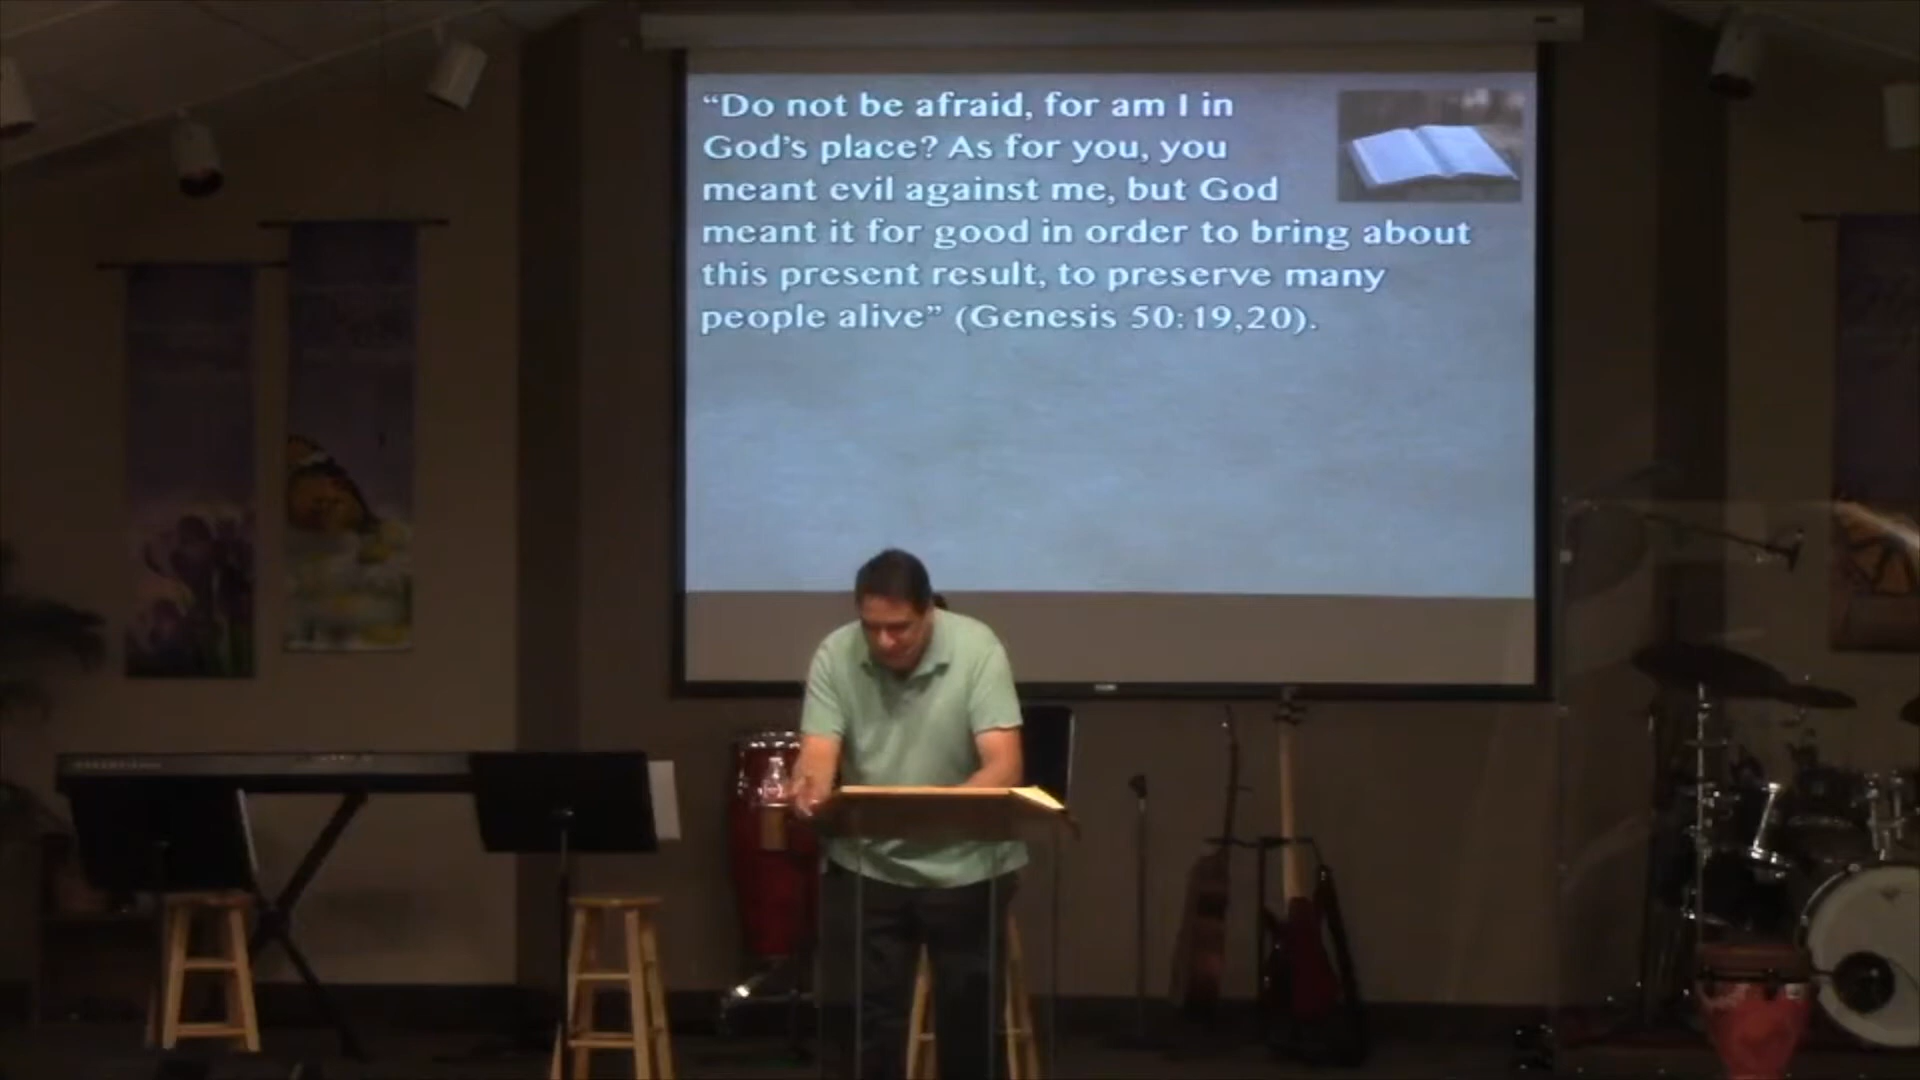 “Do not be afraid, for am I in
God’s place? As for you, you
meant evil against me, but God
meant it for good in order to bring about
this present result, to preserve many
people alive” (Genesis 50:19,20).